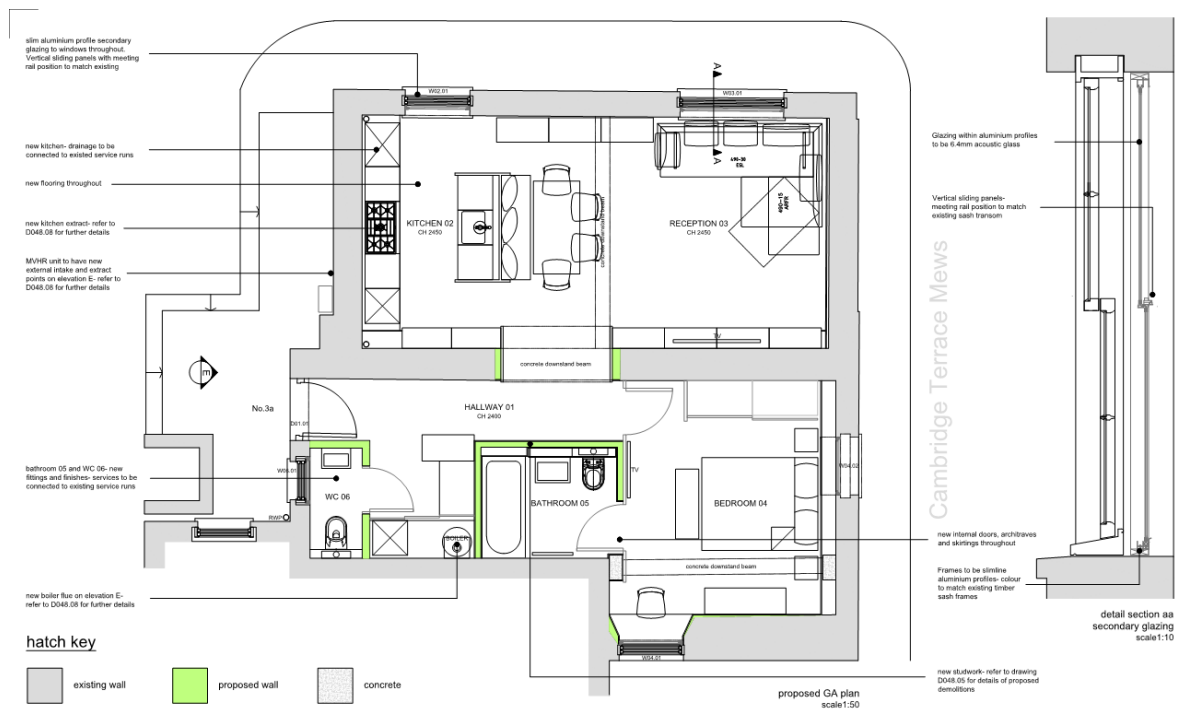 slim aluminium profile secondary
glazing to windows throughout.
Vertical sliding panels with meeting
rail position to match existing
new kitchen- drainage to be
connected to existed service runs
new flooring throughout
new kitchen extract- refer to
D048.08 for further details
MVHR unit to have new
external intake and extract
points on elevation E- refer to
D048.08 for further details
W02.01
W03.01
A
A
490-30
KITCHEN 02
CH 2450
concrete downstand beam
RECEPTION 03
CH 2450
490-15
TV
concrete downstand beam
E
No.3a
D01.01
HALLWAY 01
CH 2400
bathroom 05 and WC 06- new
fittings and finishes- services to be
connected to existing service runs
WC 06
RWP
BOILER
BATHROOM 05
TV
BEDROOM 04
W04.02
concrete downstand beam
W04.01
new boiler flue on elevation E-
refer to D048.08 for further details
Cambridge Terrace Mews
Glazing within aluminium profiles
to be 6.4mm acoustic glass
Vertical sliding panels-
meeting rail position to match
existing sash transom
new internal doors, architraves
and skirtings throughout
Frames to be slimline
aluminium profiles- colour
to match existing timber
sash frames
detail section aa
secondary glazing
scale1:10
new studwork- refer to drawing
D048.05 for details of proposed
demolitions
hatch key
existing wall
proposed wall
concrete
proposed GA plan
scale1:50